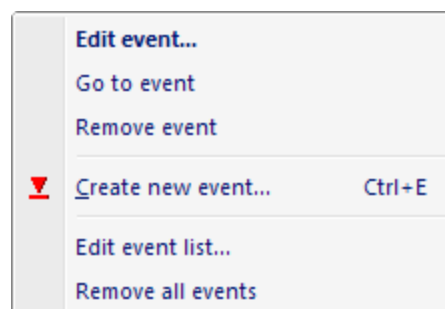 Edit event...
Go to event
Remove event
Create new event... Ctrl+E
Edit event list...
Remove all events